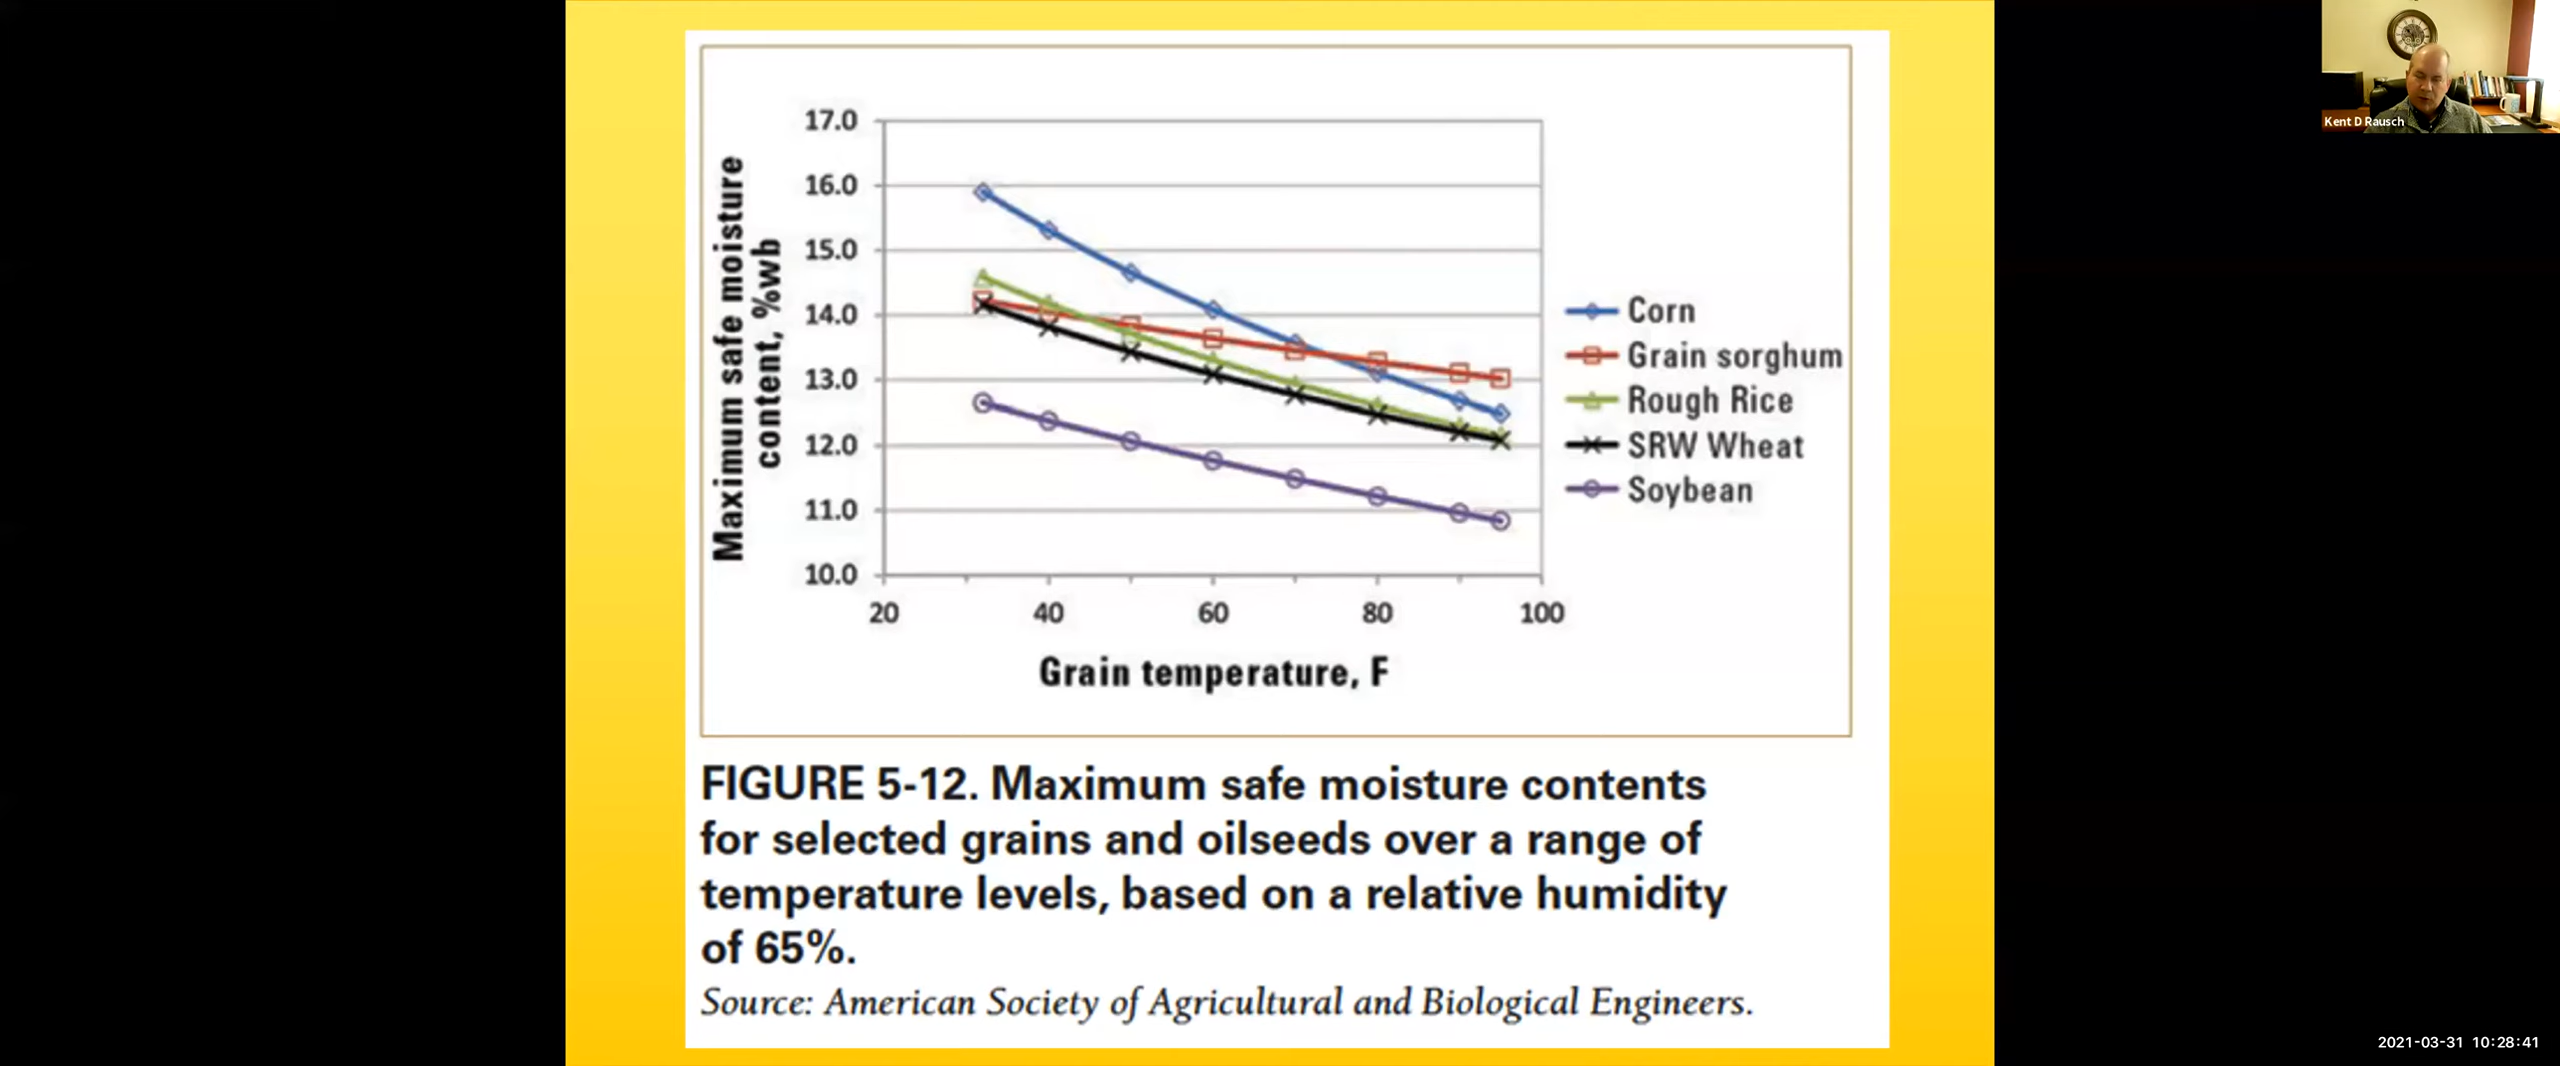 Kent D Rausch
Maximum safe moisture
content, %wb
17.0
16.0
15.0
14.0
13.0
12.0
11.0
10.0
20 40 60 80 100
Grain temperature, F
Corn
Grain sorghum
Rough Rice
SRW Wheat
Soybean
FIGURE 5-12. Maximum safe moisture contents
for selected grains and oilseeds over a range of
temperature levels, based on a relative humidity
of 65%.
Source: American Society of Agricultural and Biological Engineers.
2021-03-31 10:28:41